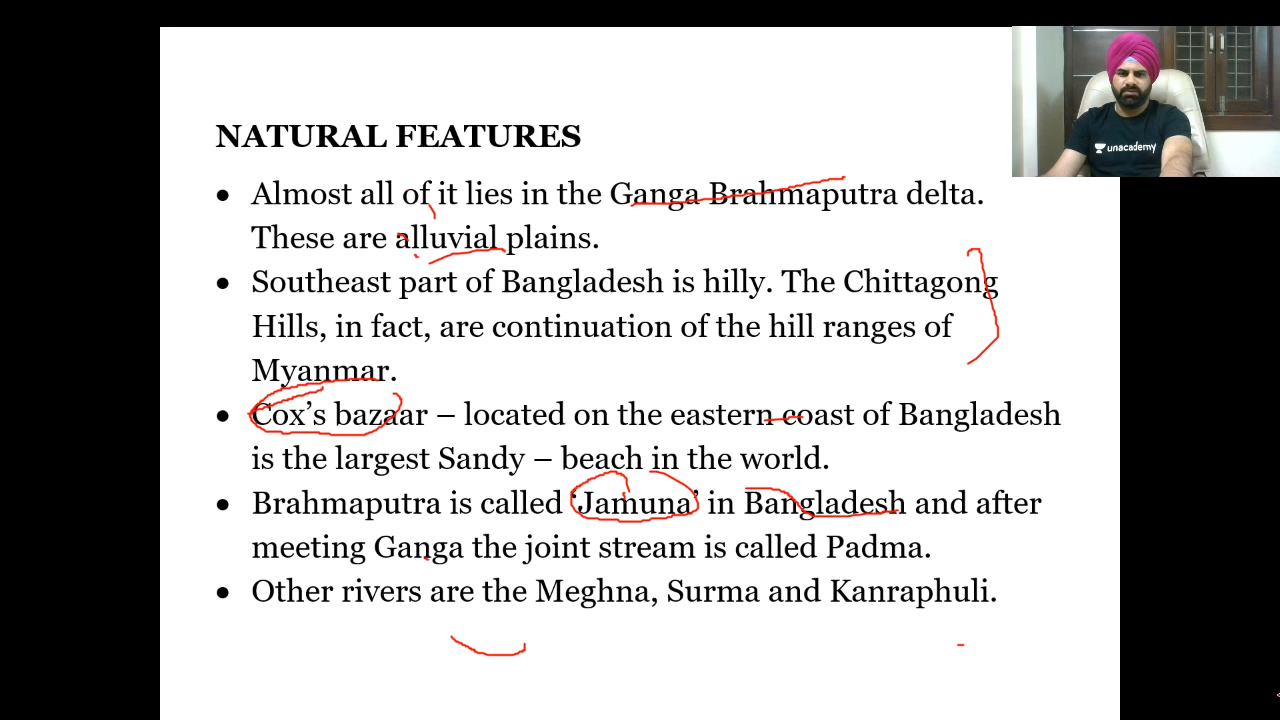 NATURAL FEATURES
• Almost all of it lies in the Ganga Brahmaputra delta.
These are alluvial plains.
• Southeast part of Bangladesh is hilly. The Chittagong
Hills, in fact, are continuation of the hill ranges of
Myanmar.
• Cox’s bazaar – located on the eastern coast of Bangladesh
is the largest Sandy – beach in the world.
• Brahmaputra is called ‘Jamuna’ in Bangladesh and after
meeting Ganga the joint stream is called Padma.
• Other rivers are the Meghna, Surma and Kanraphuli.
unacademy